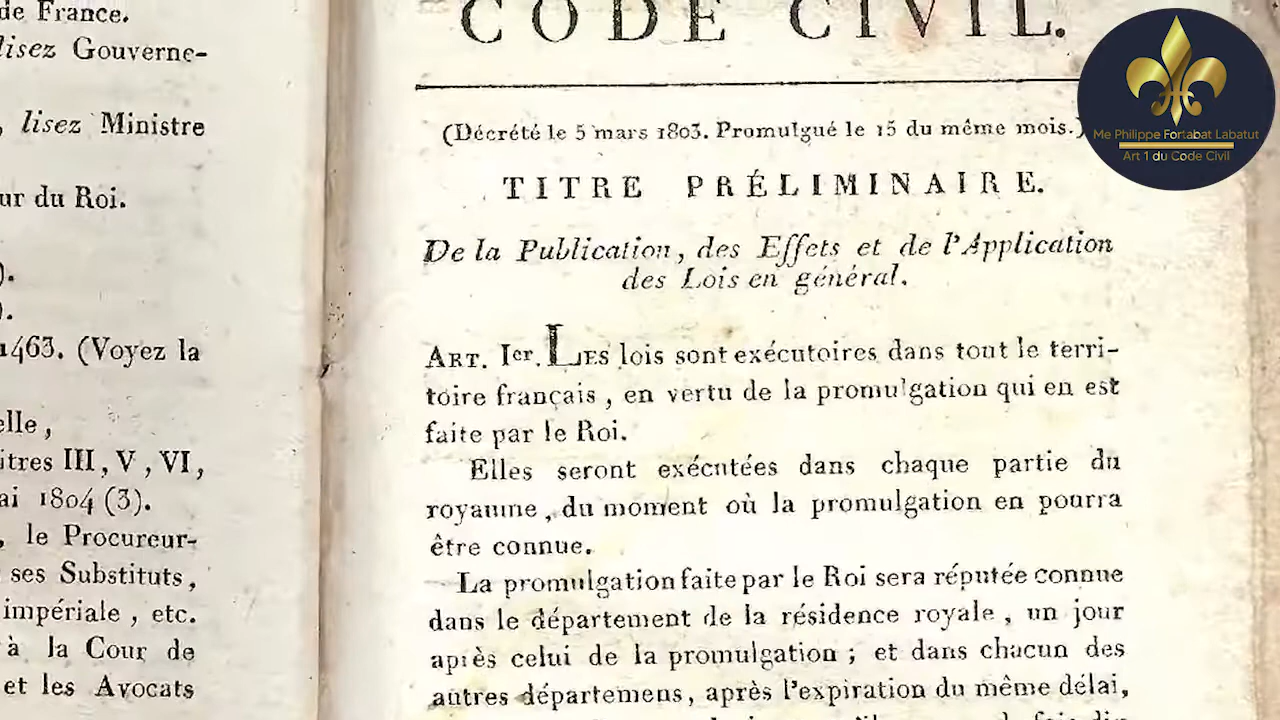 de France.
lisez Gouverne-
, lisez Ministre
ur du Roi.
).
).
1463. (Voyez la
elle,
itres III, V, VI,
ai 1804 (3).
, le Procureur-
ses Substituts,
impériale, etc.
à la Cour de
et les Avocats
CODE CIVIL.
(Décrété le 5 mars 1803. Promulgué le 15 du même mois.)
TITRE PRÉLIMINAIRE.
De la Publication, des Effets et de l'Application
des Lois en général.
ART. Ier. LES lois sont exécutoires dans tout le terri-
toire français, en vertu de la promulgation qui en est
faite par le Roi.
Elles seront exécutées dans chaque partie du
royaume, du moment où la promulgation en pourra
être connue.
La promulgation faite par le Roi sera réputée connue
dans le département de la résidence royale, un jour
après celui de la promulgation ; et dans chacun des
autres départemens, après l'expiration du même délai,
Me Philippe Fortabat Labatut
Art 1 du Code Civil